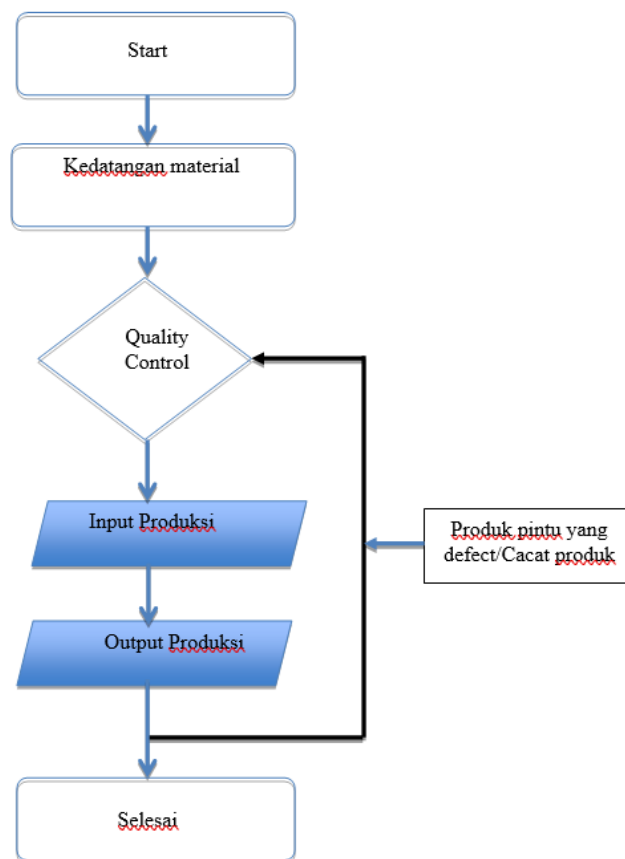 Start
Kedatangan material
Quality
Control
Input Produksi
Produk pintu yang
defect/Cacat produk
Output Produksi
Selesai